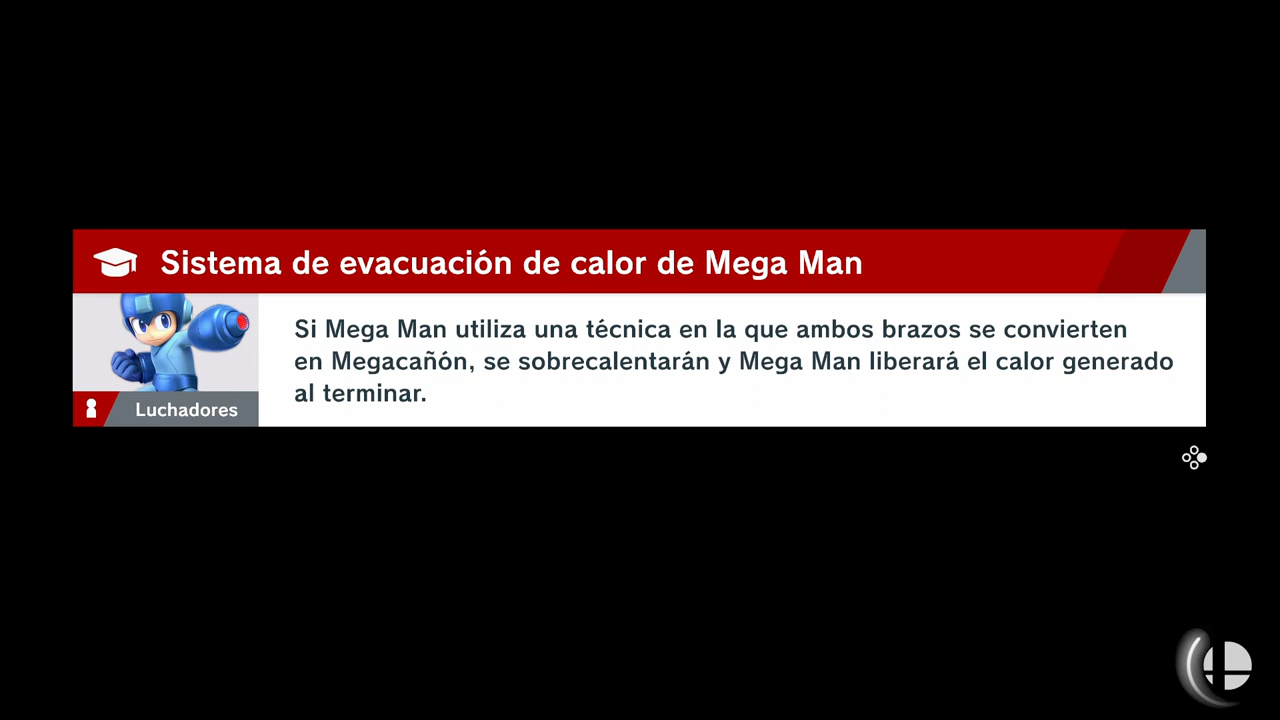 Sistema de evacuación de calor de Mega Man
Si Mega Man utiliza una técnica en la que ambos brazos se convierten
en Megacañón, se sobrecalentarán y Mega Man liberará el calor generado
al terminar.
Luchadores